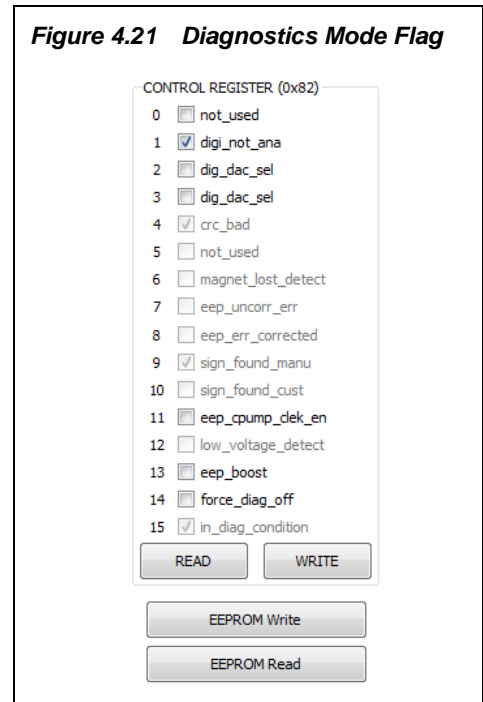 Figure 4.21 Diagnostics Mode Flag
CONTROL REGISTER (0x82)
0 not_used
1 digi_not_ana
2 dig_dac_sel
3 dig_dac_sel
4 crc_bad
5 not_used
6 magnet_lost_detect
7 eep_uncorr_err
8 eep_err_corrected
9 sign_found_manu
10 sign_found_cust
11 eep_cpump_clek_en
12 low_voltage_detect
13 eep_boost
14 force_diag_off
15 in_diag_condition
READ WRITE
EEPROM Write
EEPROM Read